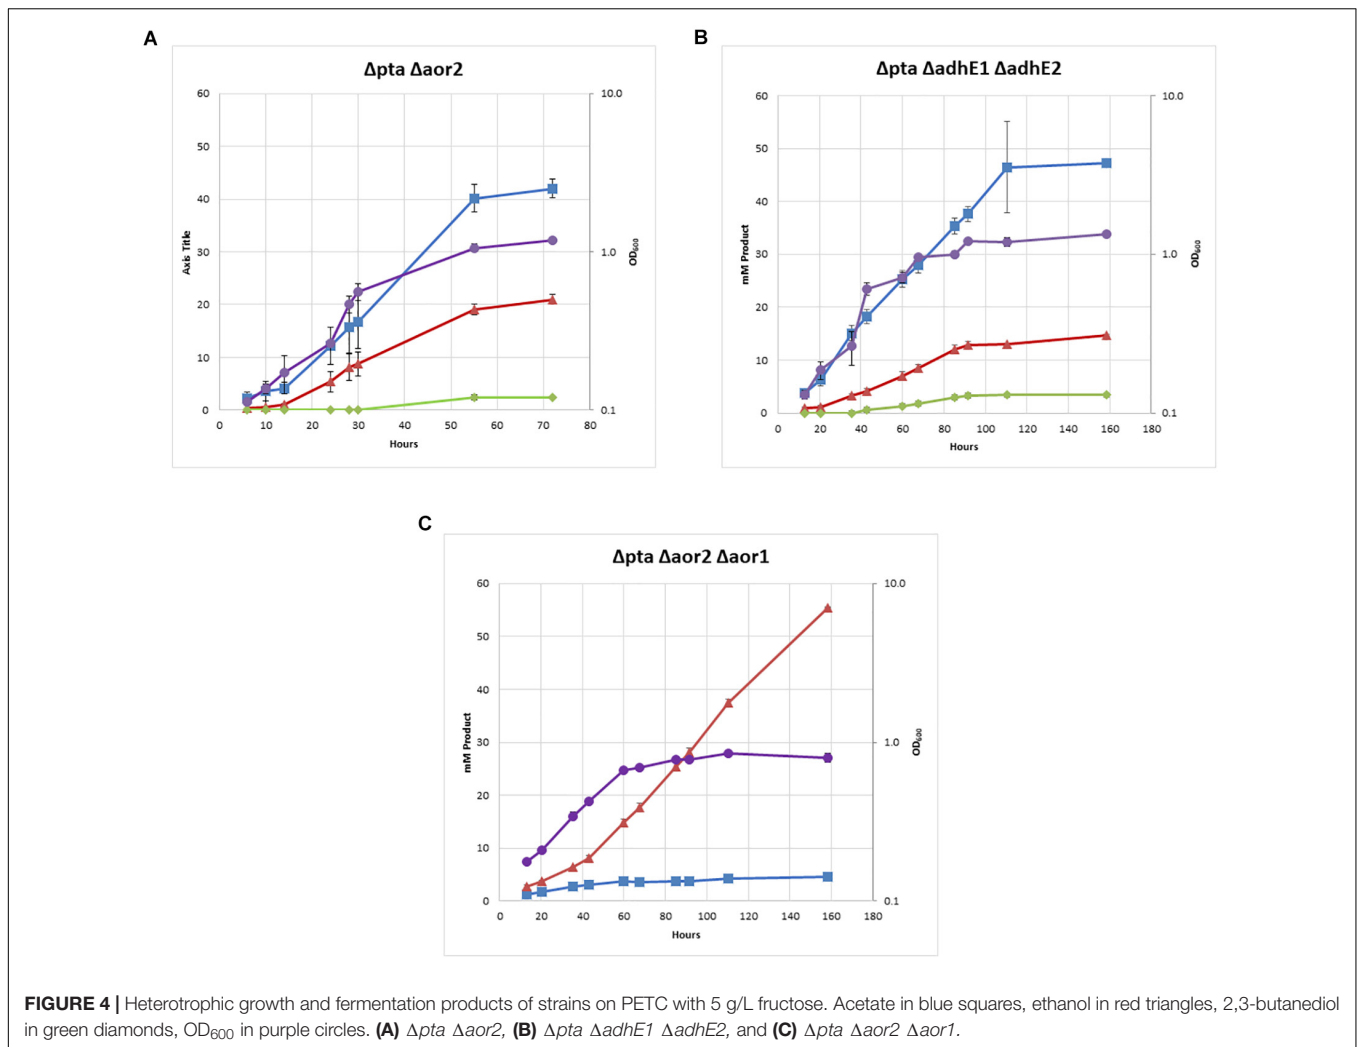 A
Δpta Δaor2
60
50
40
30
20
10
0
Axis Title
10.0
1.0
0.1
OD600
0 10 20 30 40 50 60 70 80
Hours
B
Δpta ΔadhE1 ΔadhE2
60
50
40
30
20
10
0
mM Product
10.0
1.0
0.1
OD600
0 20 40 60 80 100 120 140 160 180
Hours
C
Δpta Δaor2 Δaor1
60
50
40
30
20
10
0
mM Product
10.0
1.0
0.1
OD600
0 20 40 60 80 100 120 140 160 180
Hours
FIGURE 4 | Heterotrophic growth and fermentation products of strains on PETC with 5 g/L fructose. Acetate in blue squares, ethanol in red triangles, 2,3-butanediol
in green diamonds, OD600 in purple circles. (A) Δpta Δaor2, (B) Δpta ΔadhE1 ΔadhE2, and (C) Δpta Δaor2 Δaor1.